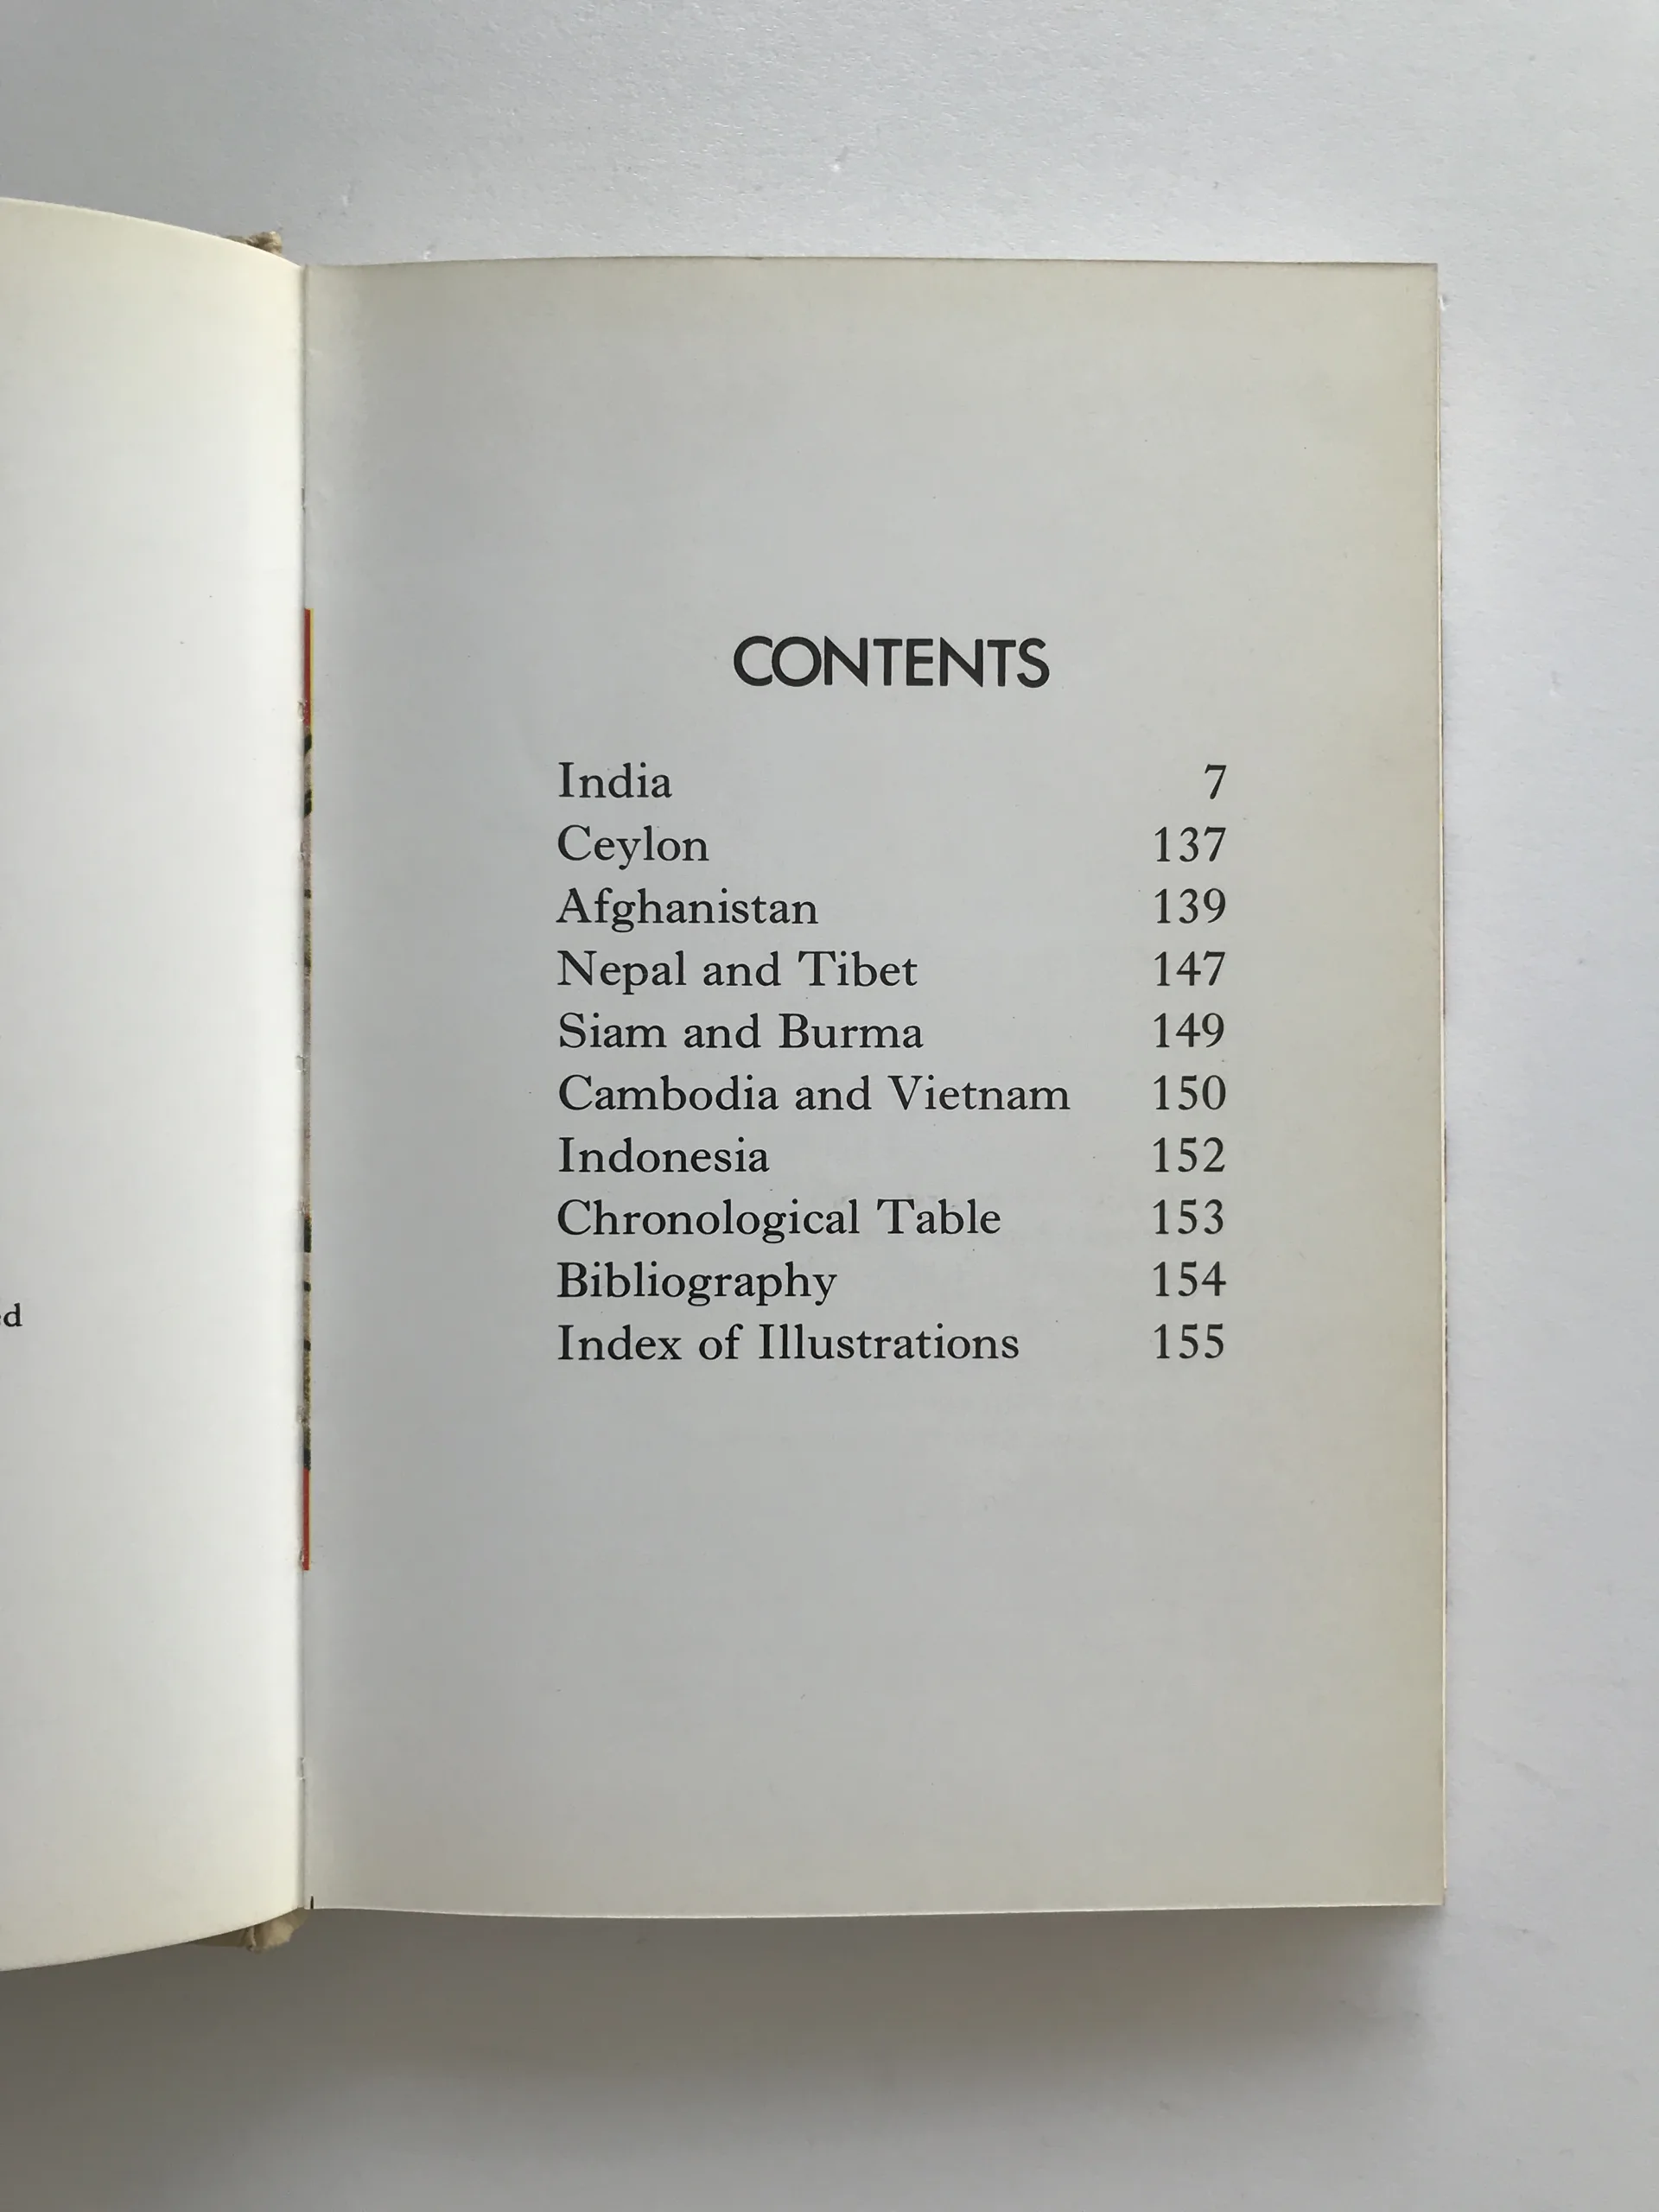 CONTENTS
India 7
Ceylon 137
Afghanistan 139
Nepal and Tibet 147
Siam and Burma 149
Cambodia and Vietnam 150
Indonesia 152
Chronological Table 153
Bibliography 154
Index of Illustrations 155